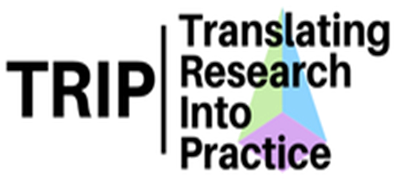 TRIP
Translating
Research
Into
Practice